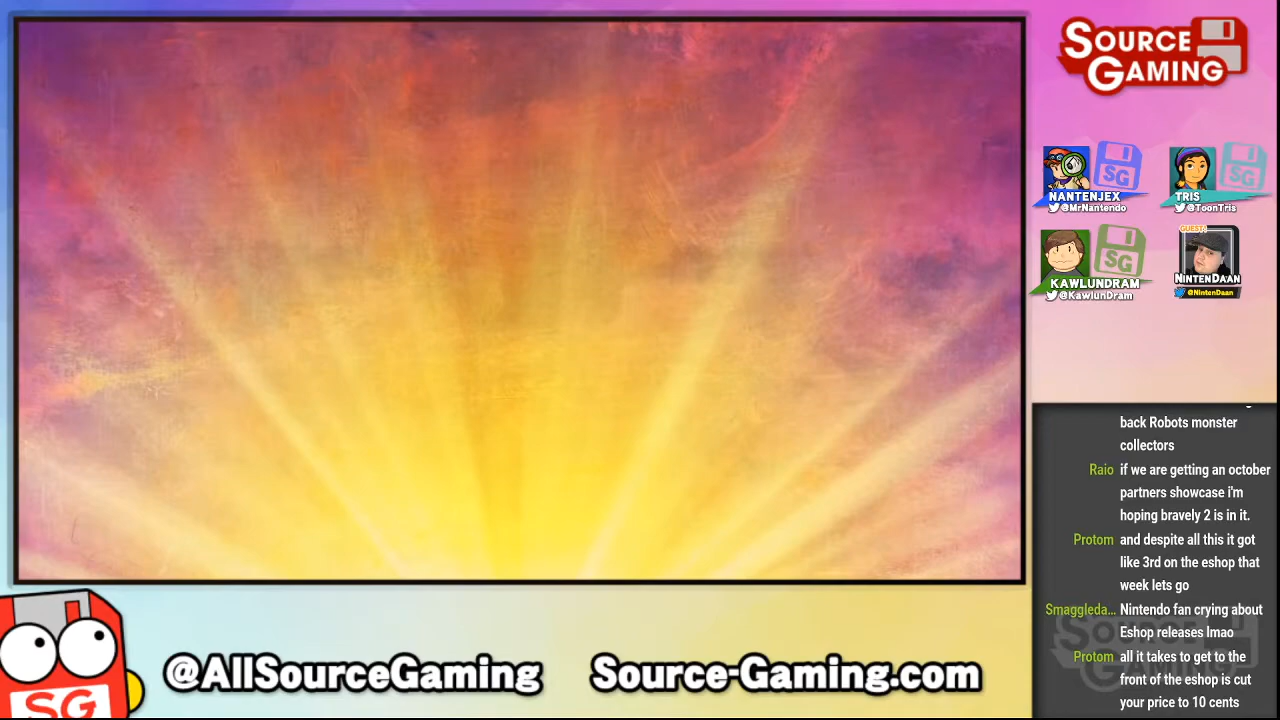 SOURCE
GAMING
SG
NANTENJEX
@MrNantendo
SG
TRIS
@ToonTris
SG
KAWLUNDRAM
@KawlunDram
GUEST:
NINTENDAAN
@NintenDaan
back Robots monster
collectors
Raio if we are getting an october
partners showcase i'm
hoping bravely 2 is in it.
Protom and despite all this it got
like 3rd on the eshop that
week lets go
Smaggleda... Nintendo fan crying about
Eshop releases lmao
Protom all it takes to get to the
front of the eshop is cut
your price to 10 cents
SG
@AllSourceGaming Source-Gaming.com